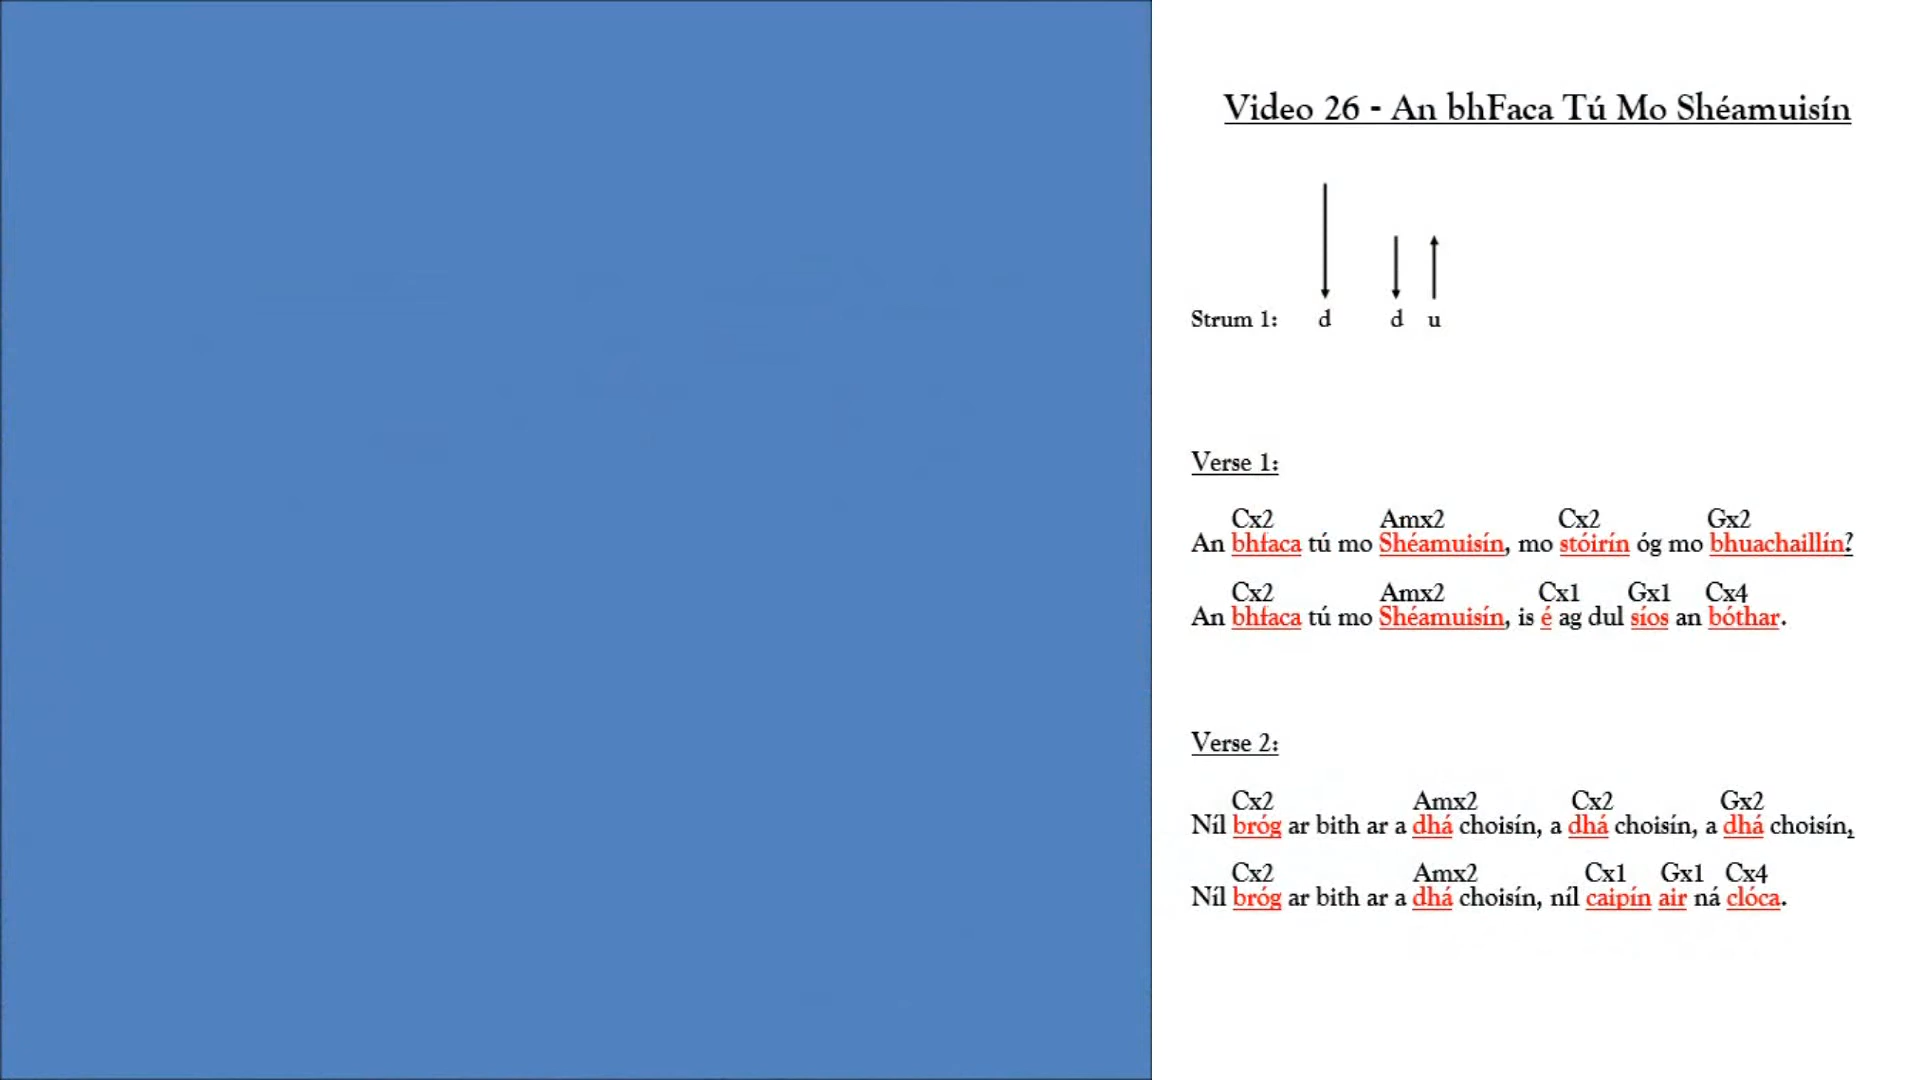 Video 26 - An bhFaca Tú Mo Shéamuisín
Strum 1: d d u
Verse 1:
Cx2 Amx2 Cx2 Gx2
An bhfaca tú mo Shéamuisín, mo stóirín óg mo bhuachaillín?
Cx2 Amx2 Cx1 Gx1 Cx4
An bhfaca tú mo Shéamuisín, is é ag dul síos an bóthar.
Verse 2:
Cx2 Amx2 Cx2 Gx2
Níl bróg ar bith ar a dhá choisín, a dhá choisín, a dhá choisín,
Cx2 Amx2 Cx1 Gx1 Cx4
Níl bróg ar bith ar a dhá choisín, níl caipín air ná clóca.